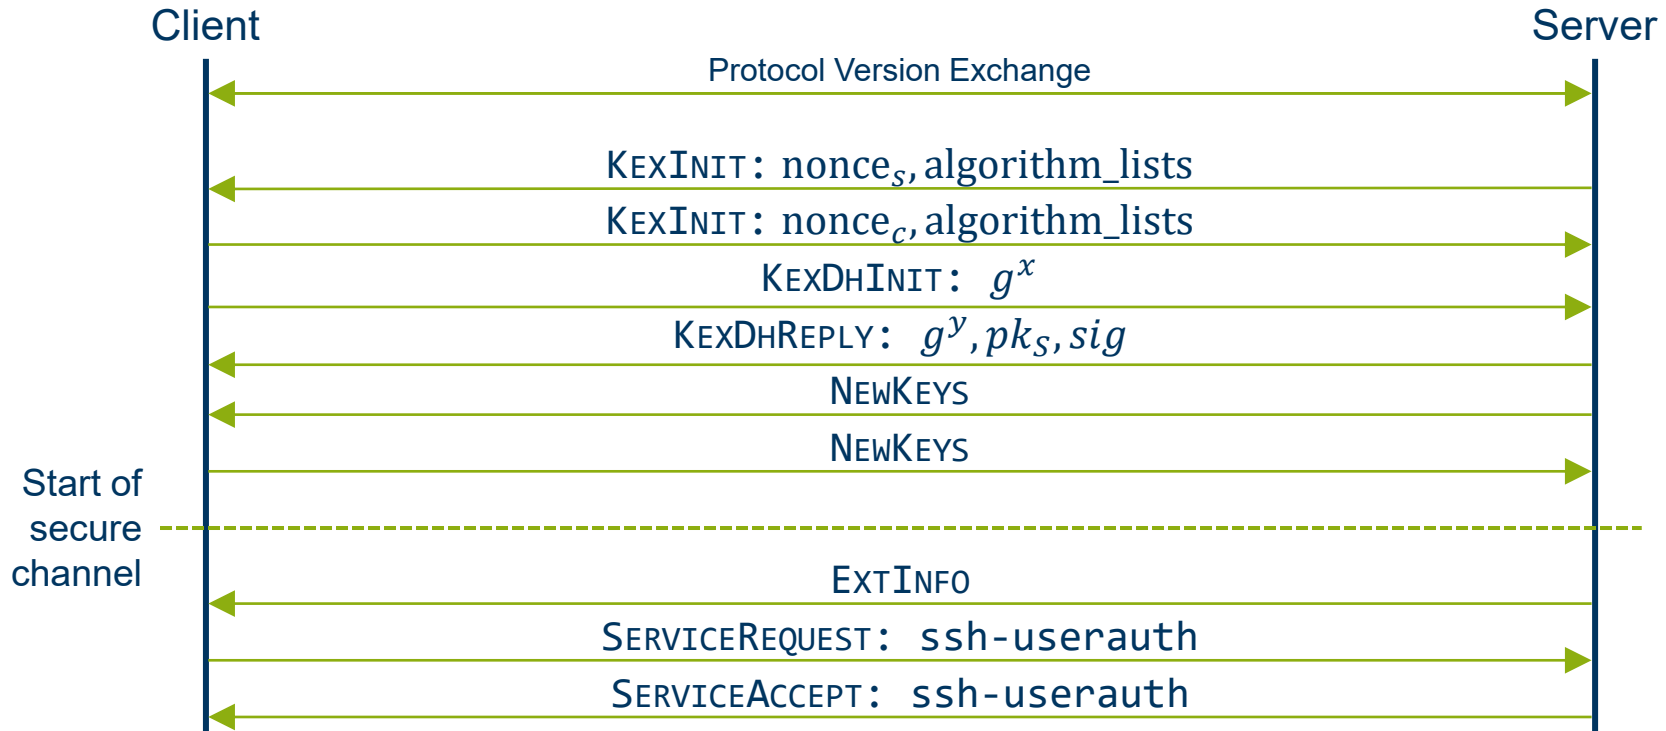 Client
Server
Protocol Version Exchange
KEXINIT: nonce_s, algorithm_lists
KEXINIT: nonce_c, algorithm_lists
KEXDHINIT: g^x
KEXDHREPLY: g^y, pk_S, sig
NEWKEYS
NEWKEYS
Start of
secure
channel
EXTINFO
SERVICEREQUEST: ssh-userauth
SERVICEACCEPT: ssh-userauth